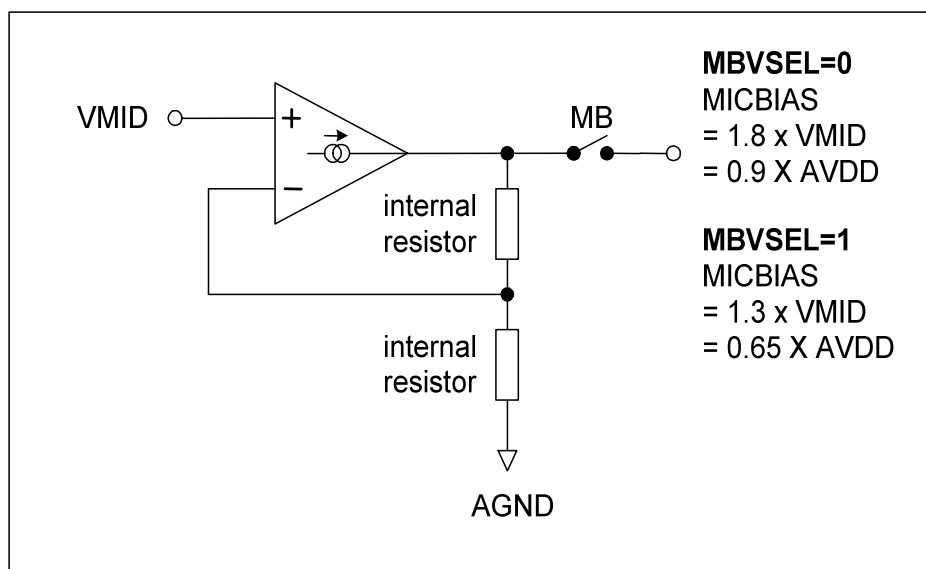 VMID
+
−
MB
internal
resistor
internal
resistor
AGND
MBVSEL=0
MICBIAS
= 1.8 x VMID
= 0.9 X AVDD
MBVSEL=1
MICBIAS
= 1.3 x VMID
= 0.65 X AVDD